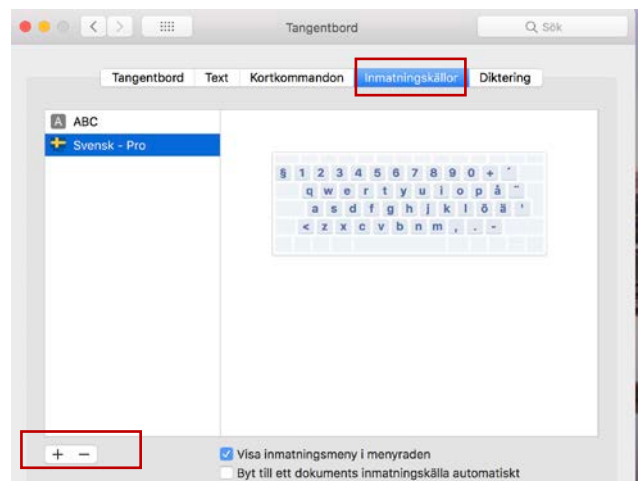 Tangentbord
Sök
Tangentbord Text Kortkommandon Inmatningskällor Diktering
A ABC
Svensk - Pro
§ 1 2 3 4 5 6 7 8 9 0 + ´
q w e r t y u i o p å ¨
a s d f g h j k l ö ä '
< z x c v b n m , . -
+ −
Visa inmatningsmeny i menyraden
Byt till ett dokuments inmatningskälla automatiskt